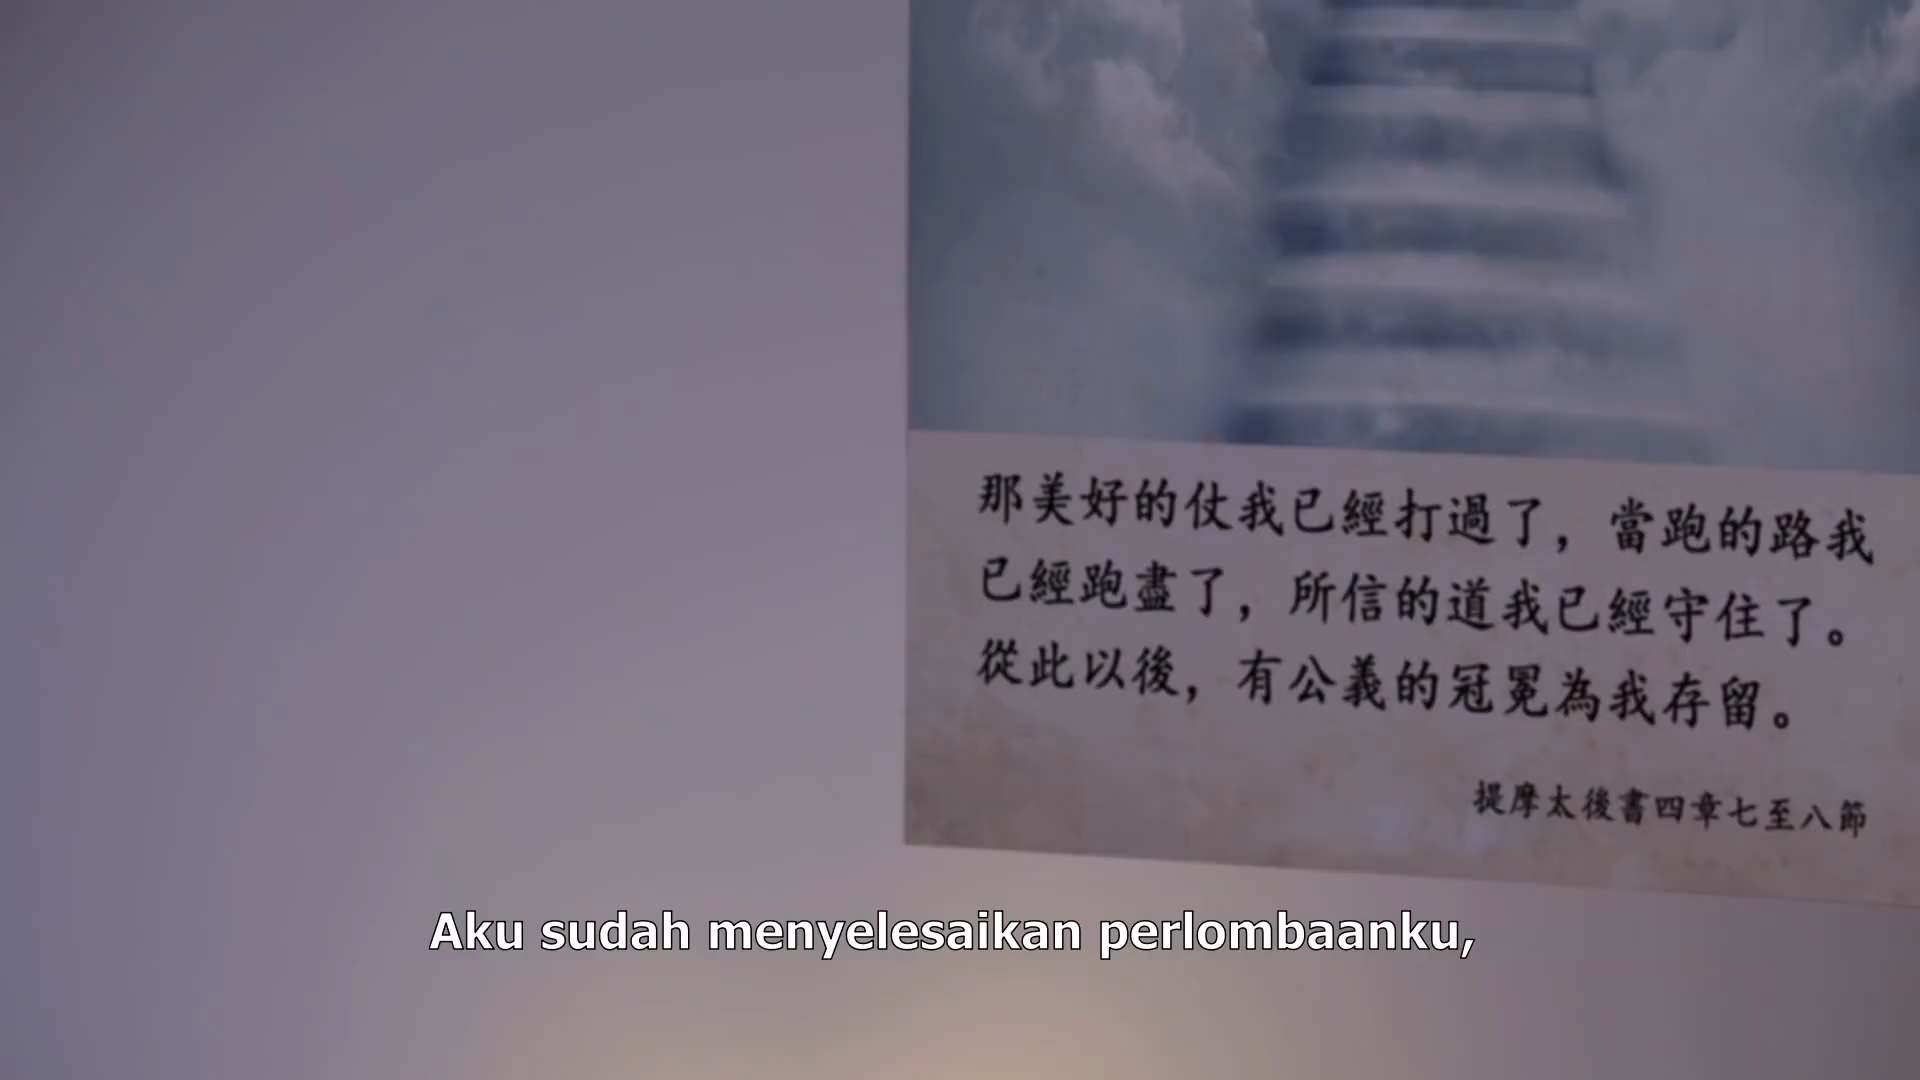 那美好的仗我已經打過了，當跑的路我
已經跑盡了，所信的道我已經守住了。
從此以後，有公義的冠冕為我存留。
提摩太後書四章七至八節
Aku sudah menyelesaikan perlombaanku,